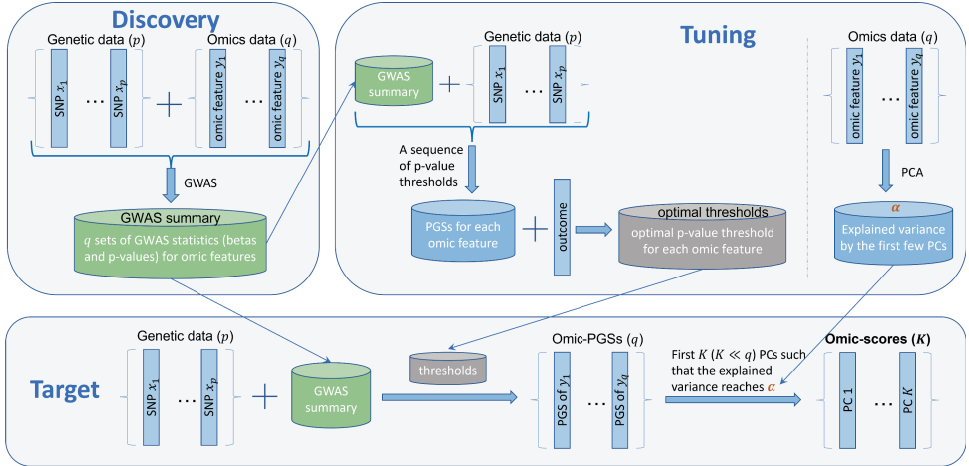 Discovery
Genetic data (p)
Omics data (q)
SNP x₁
...
SNP xₚ
+
omic feature y₁
...
omic feature y_q
GWAS
GWAS summary
q sets of GWAS statistics (betas
and p-values) for omic features
Tuning
Genetic data (p)
GWAS
summary
+
SNP x₁
...
SNP xₚ
A sequence
of p-value
thresholds
PGSs for each
omic feature
+
outcome
optimal thresholds
optimal p-value threshold
for each omic feature
Omics data (q)
omic feature y₁
...
omic feature y_q
PCA
α
Explained variance
by the first few PCs
Target
Genetic data (p)
SNP x₁
...
SNP xₚ
+
GWAS
summary
thresholds
Omic-PGSs (q)
PGS of y₁
...
PGS of y_q
First K (K ≪ q) PCs such
that the explained
variance reaches α
Omic-scores (K)
PC 1
...
PC K